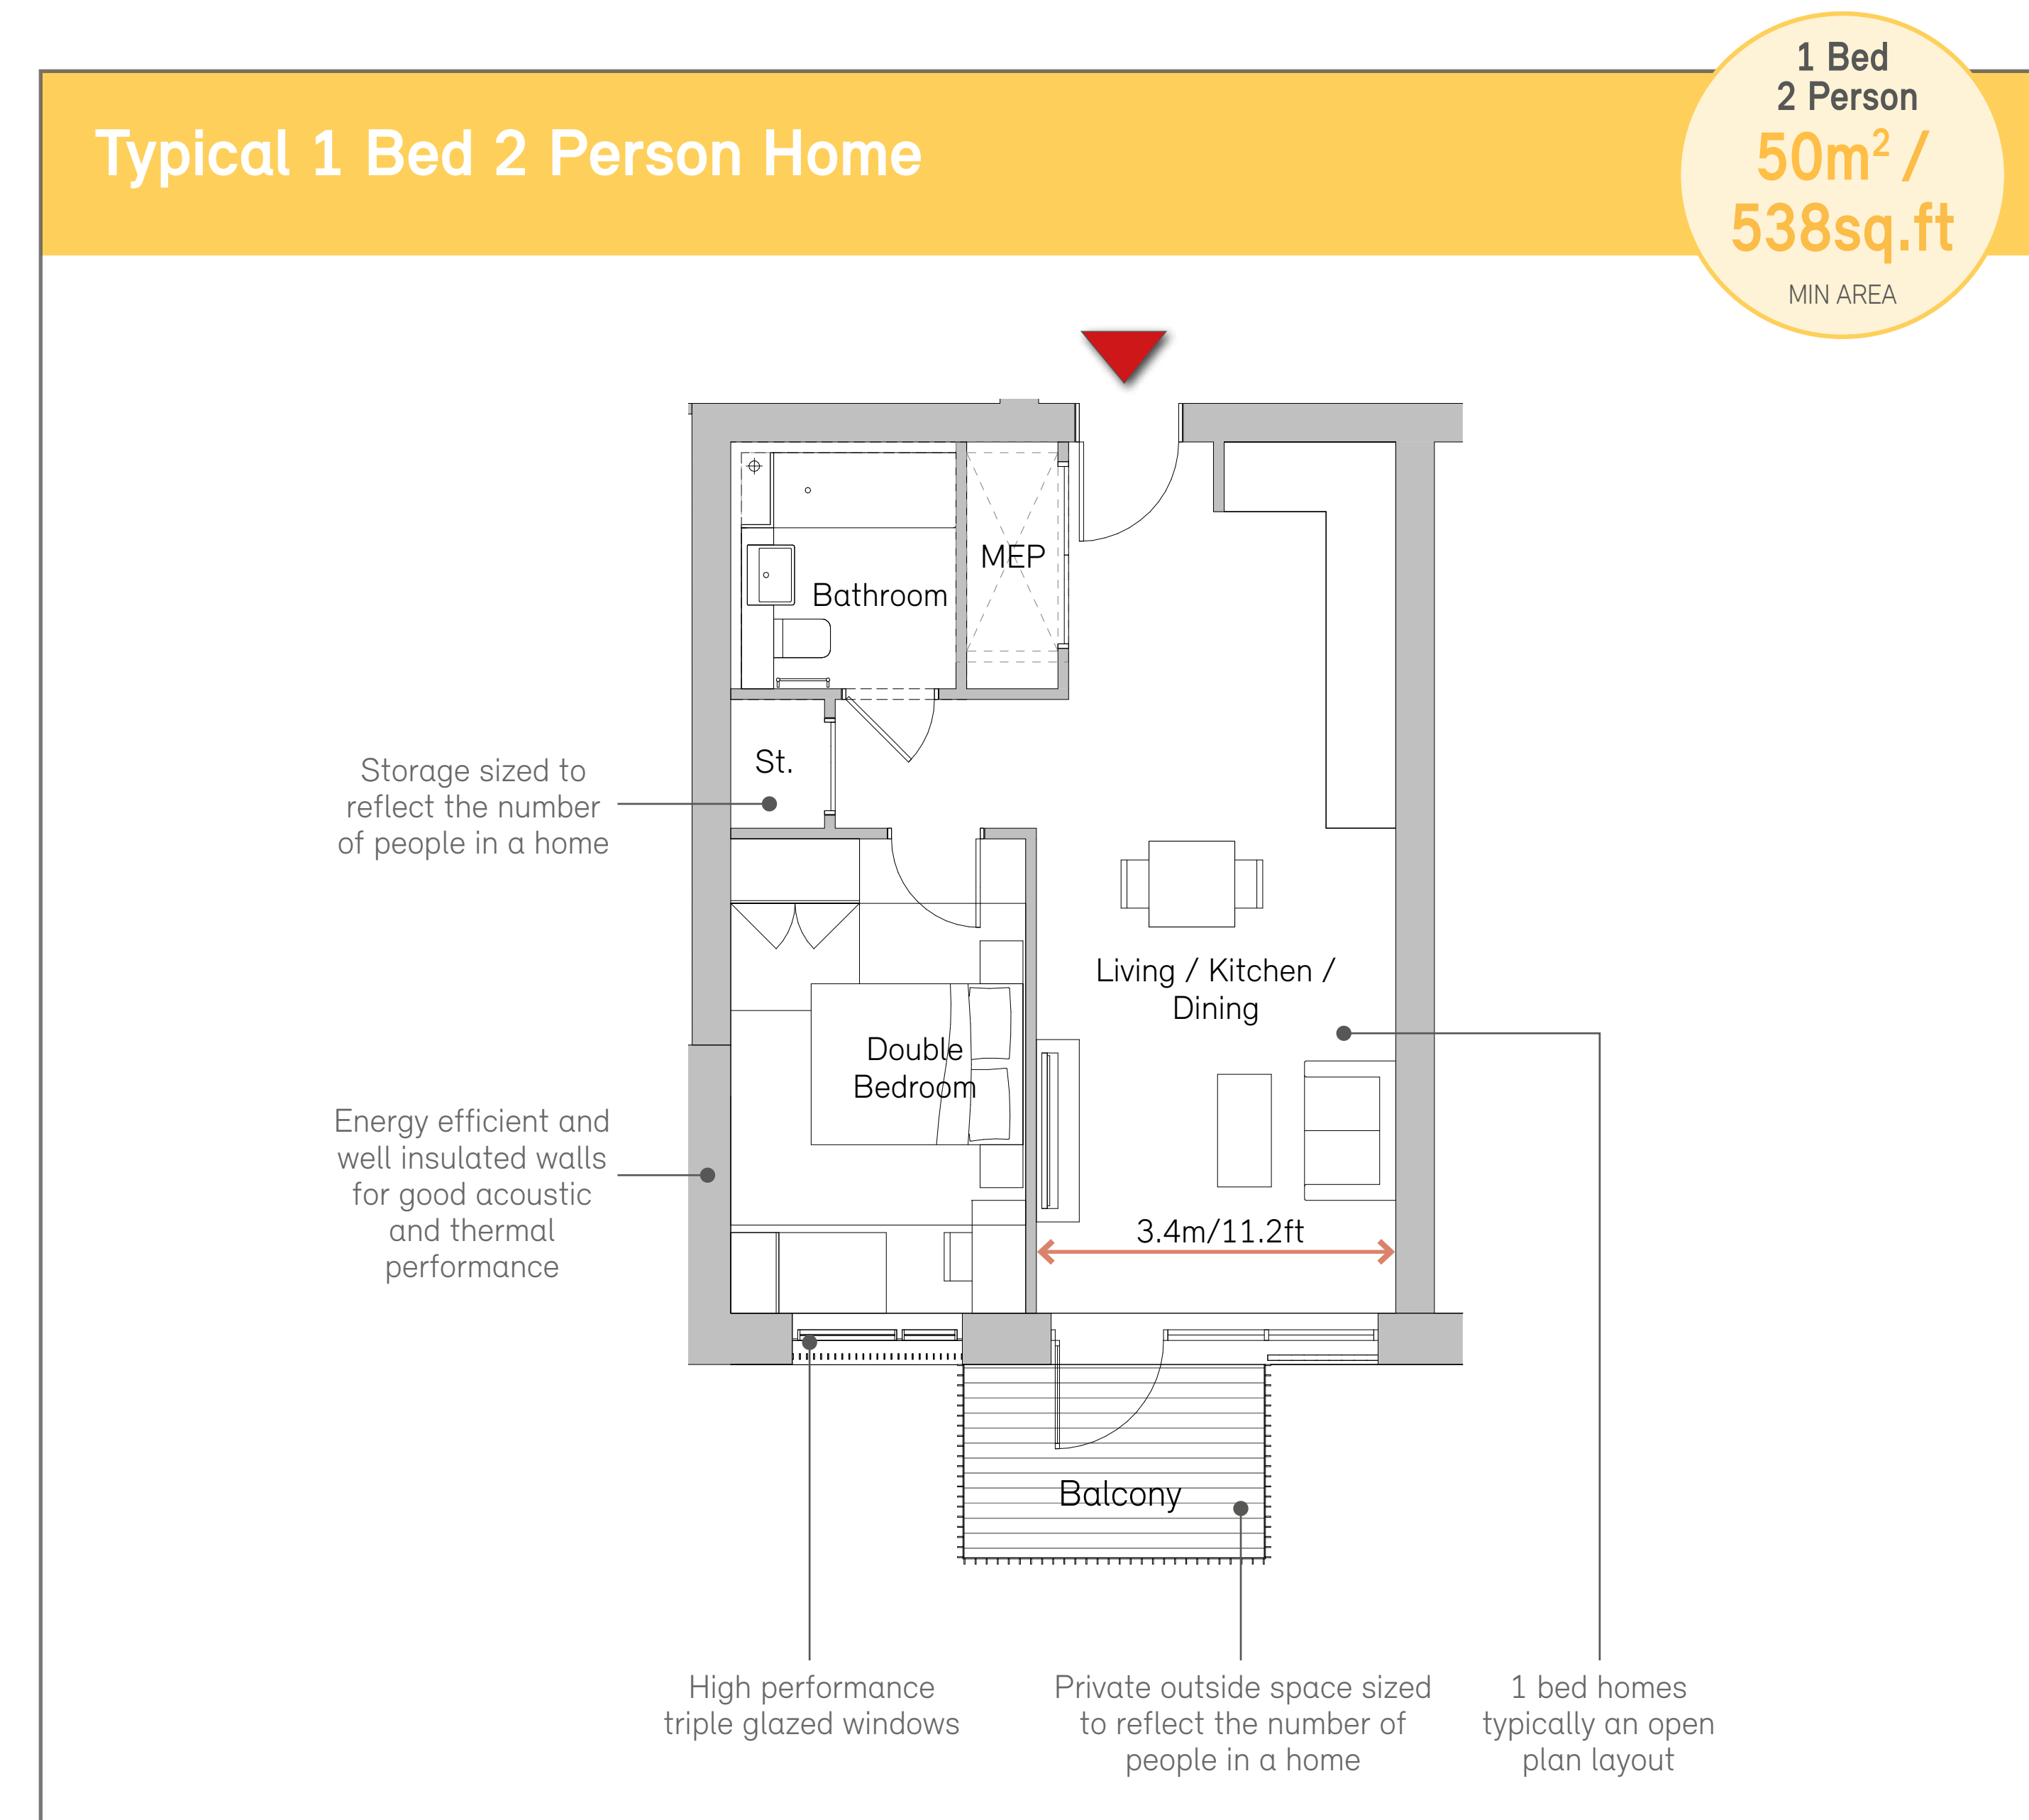 Typical 1 Bed 2 Person Home
1 Bed
2 Person
50m² /
538sq.ft
MIN AREA
MEP
Bathroom
St.
Storage sized to
reflect the number
of people in a home
Living / Kitchen /
Dining
Double
Bedroom
Energy efficient and
well insulated walls
for good acoustic
and thermal
performance
3.4m/11.2ft
Balcony
High performance
triple glazed windows
Private outside space sized
to reflect the number of
people in a home
1 bed homes
typically an open
plan layout